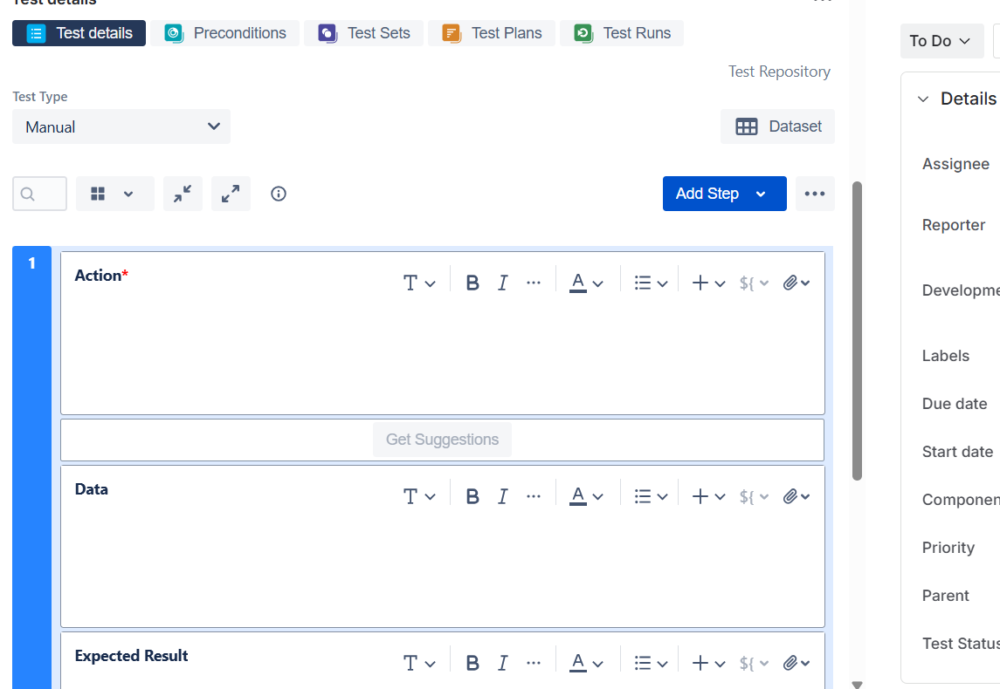 Test details
Test details Preconditions Test Sets Test Plans Test Runs
Test Repository
Test Type
Manual
Dataset
Add Step
1
Action*
T B I A ${
Get Suggestions
Data
T B I A ${
Expected Result
T B I A ${
To Do
Details
Assignee
Reporter
Developme
Labels
Due date
Start date
Componen
Priority
Parent
Test Status